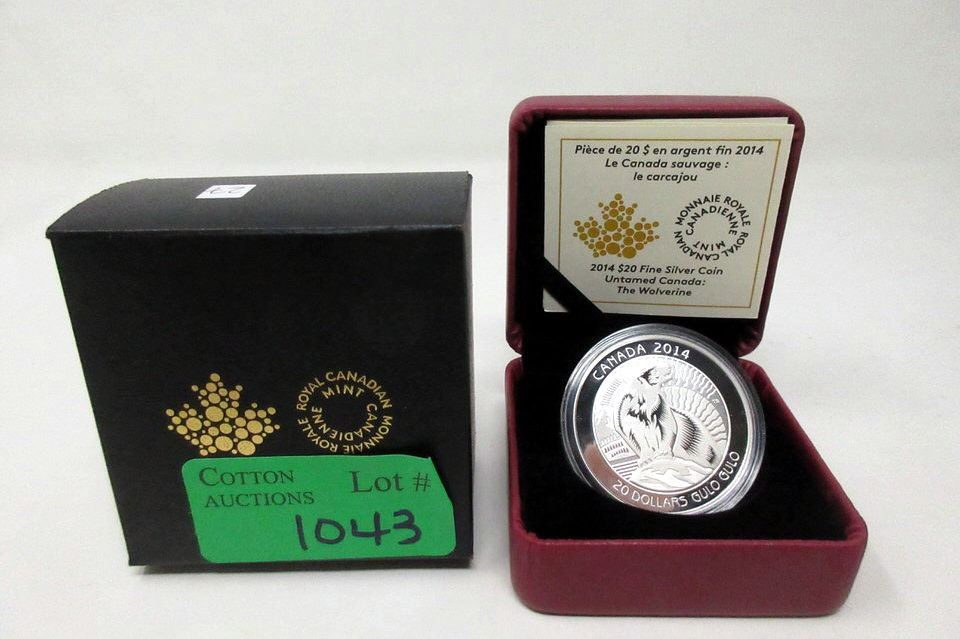 27
ROYAL CANADIAN MINT
MONNAIE ROYALE CANADIENNE
COTTON
AUCTIONS
Lot #
1043
Pièce de 20 $ en argent fin 2014
Le Canada sauvage :
le carcajou
MONNAIE ROYALE CANADIENNE
ROYAL CANADIAN MINT
2014 $20 Fine Silver Coin
Untamed Canada:
The Wolverine
CANADA 2014
20 DOLLARS GULO GULO